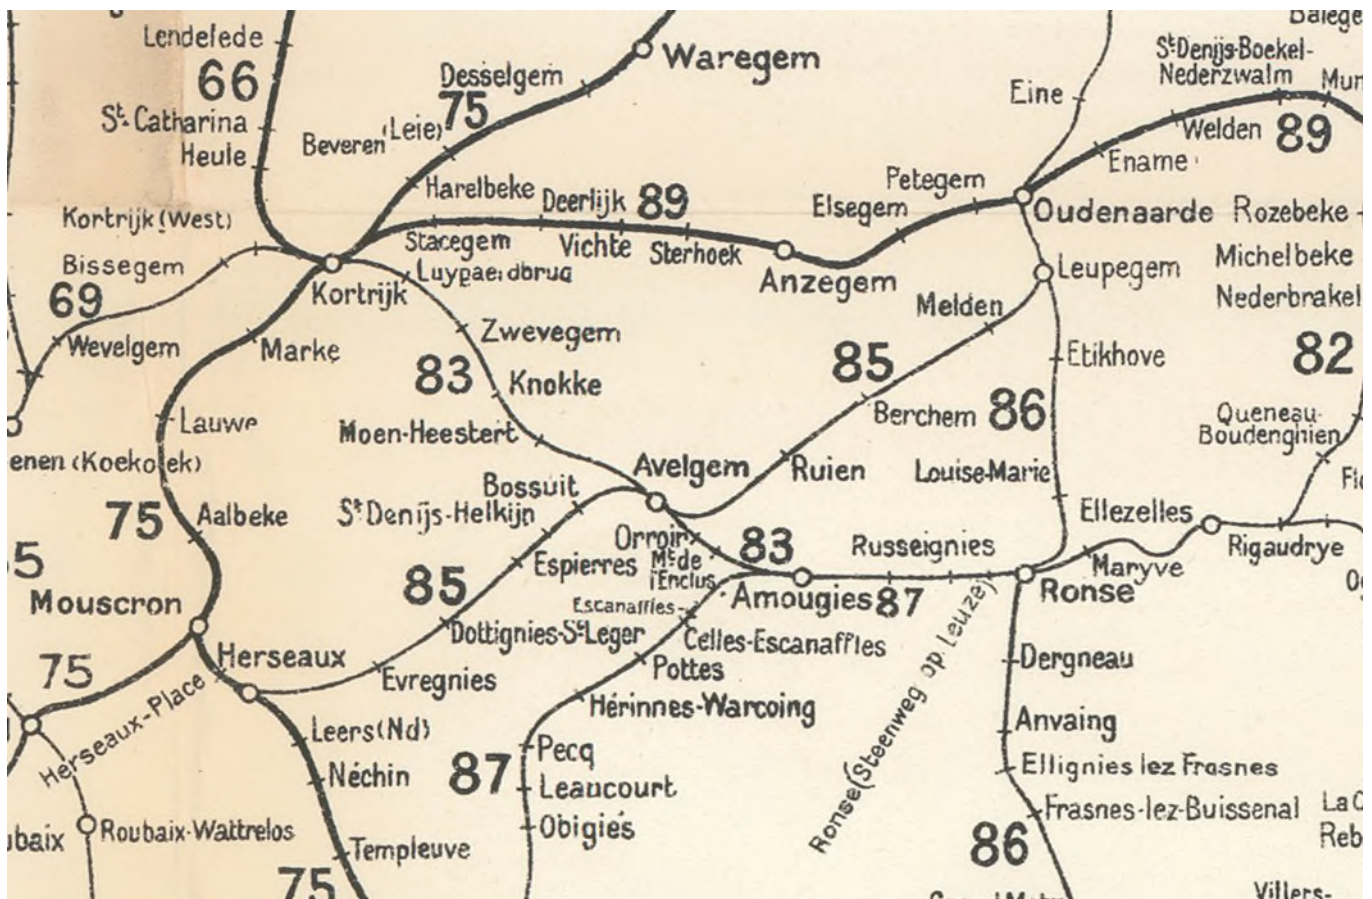 Lendelede
66
St. Catharina
Heule
Desselgem
75
Beveren (Leie)
Harelbeke
Waregem
Eine
St Denijs-Boekel-
Nederzwalm
Welden
89
Ename
Petegem
Elsegem
Oudenaarde
Rozebeke
Michelbeke
Nederbrakel
Kortrijk (West)
Bissegem
69
Wevelgem
Kortrijk
Stacegem
Deerlijk
89
Vichte
Sterhoek
Anzegem
Leupegem
Melden
Marke
Zwevegem
83
Knokke
85
Berchem
86
Etikhove
82
Queneau-
Boudenghien
Lauwe
Moen-Heestert
Avelgem
Ruien
Louise-Marie
Bossuit
St Denijs-Helkijn
75
Aalbeke
Orroir
Mt. de
l'Enclus
83
Russeignies
Ellezelles
Rigaudrye
Maryve
Ronse
Espierres
85
Mouscron
Escanaffles-
Amougies
87
Dottignies-St Leger
Celles-Escanaffles
Herseaux
75
Evregnies
Pottes
Dergneau
Herseaux-Place
Hérinnes-Warcoing
Ronse (Steenweg op Leuze)
Anvaing
Leers (Nd)
Pecq
87
Néchin
Leaucourt
Ellignies lez Frasnes
Roubaix-Wattrelos
Obigies
Frasnes-lez-Buissenal
Templeuve
86
75
Villers-